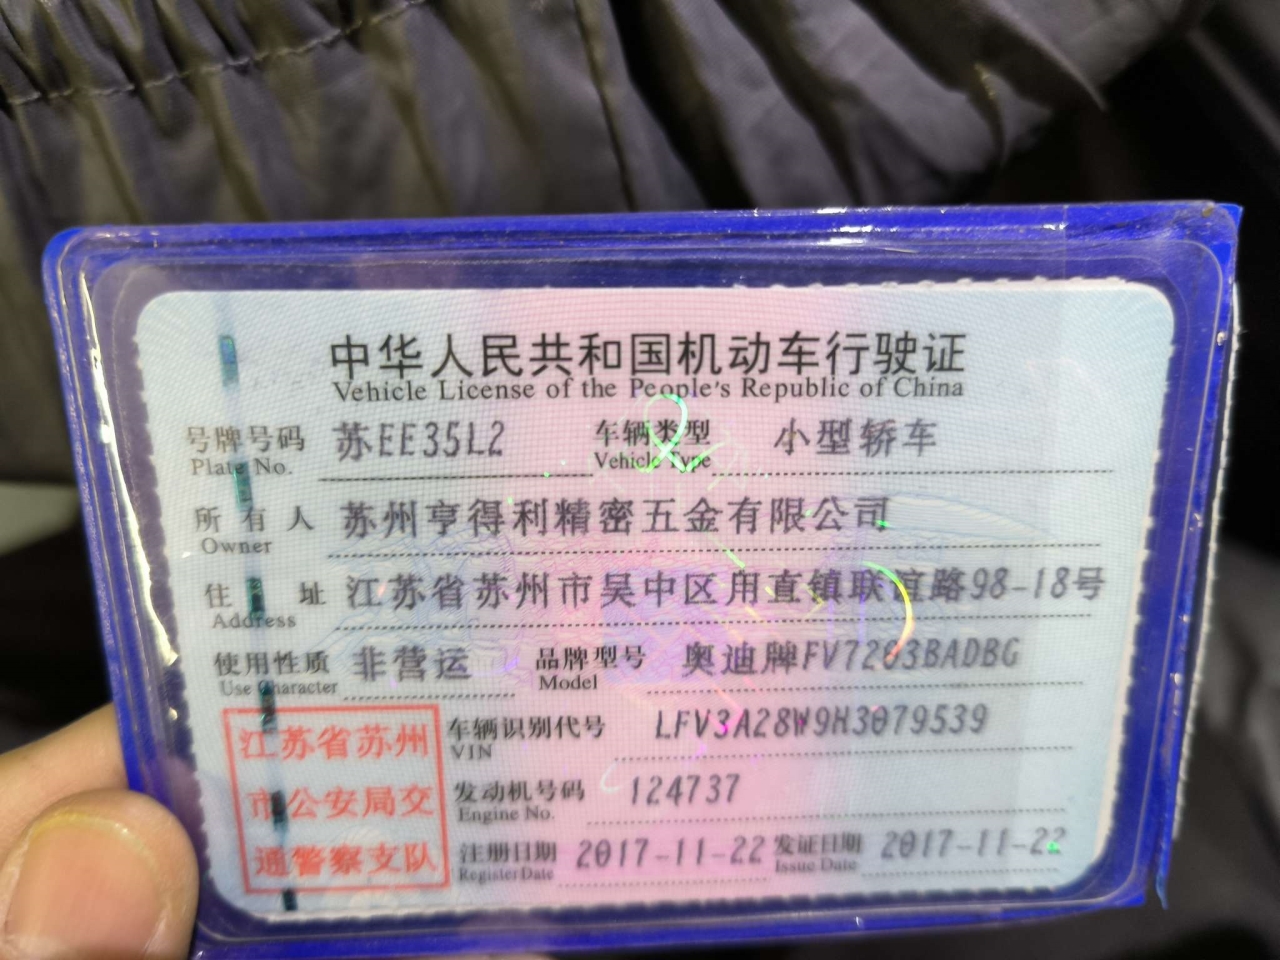 中华人民共和国机动车行驶证
Vehicle License of the People's Republic of China
号牌号码 苏EE35L2 车辆类型 小型轿车
Plate No. Vehicle Type
所有人 苏州亨得利精密五金有限公司
Owner
住址 江苏省苏州市吴中区用直镇联谊路98-18号
Address
使用性质 非营运 品牌型号 奥迪牌FV7203BADBG
Use Character Model
江苏省苏州
市公安局交
通警察支队
车辆识别代号 LFV3A28W9H3079539
VIN
发动机号码 124737
Engine No.
注册日期 2017-11-22 发证日期 2017-11-22
Register Date Issue Date